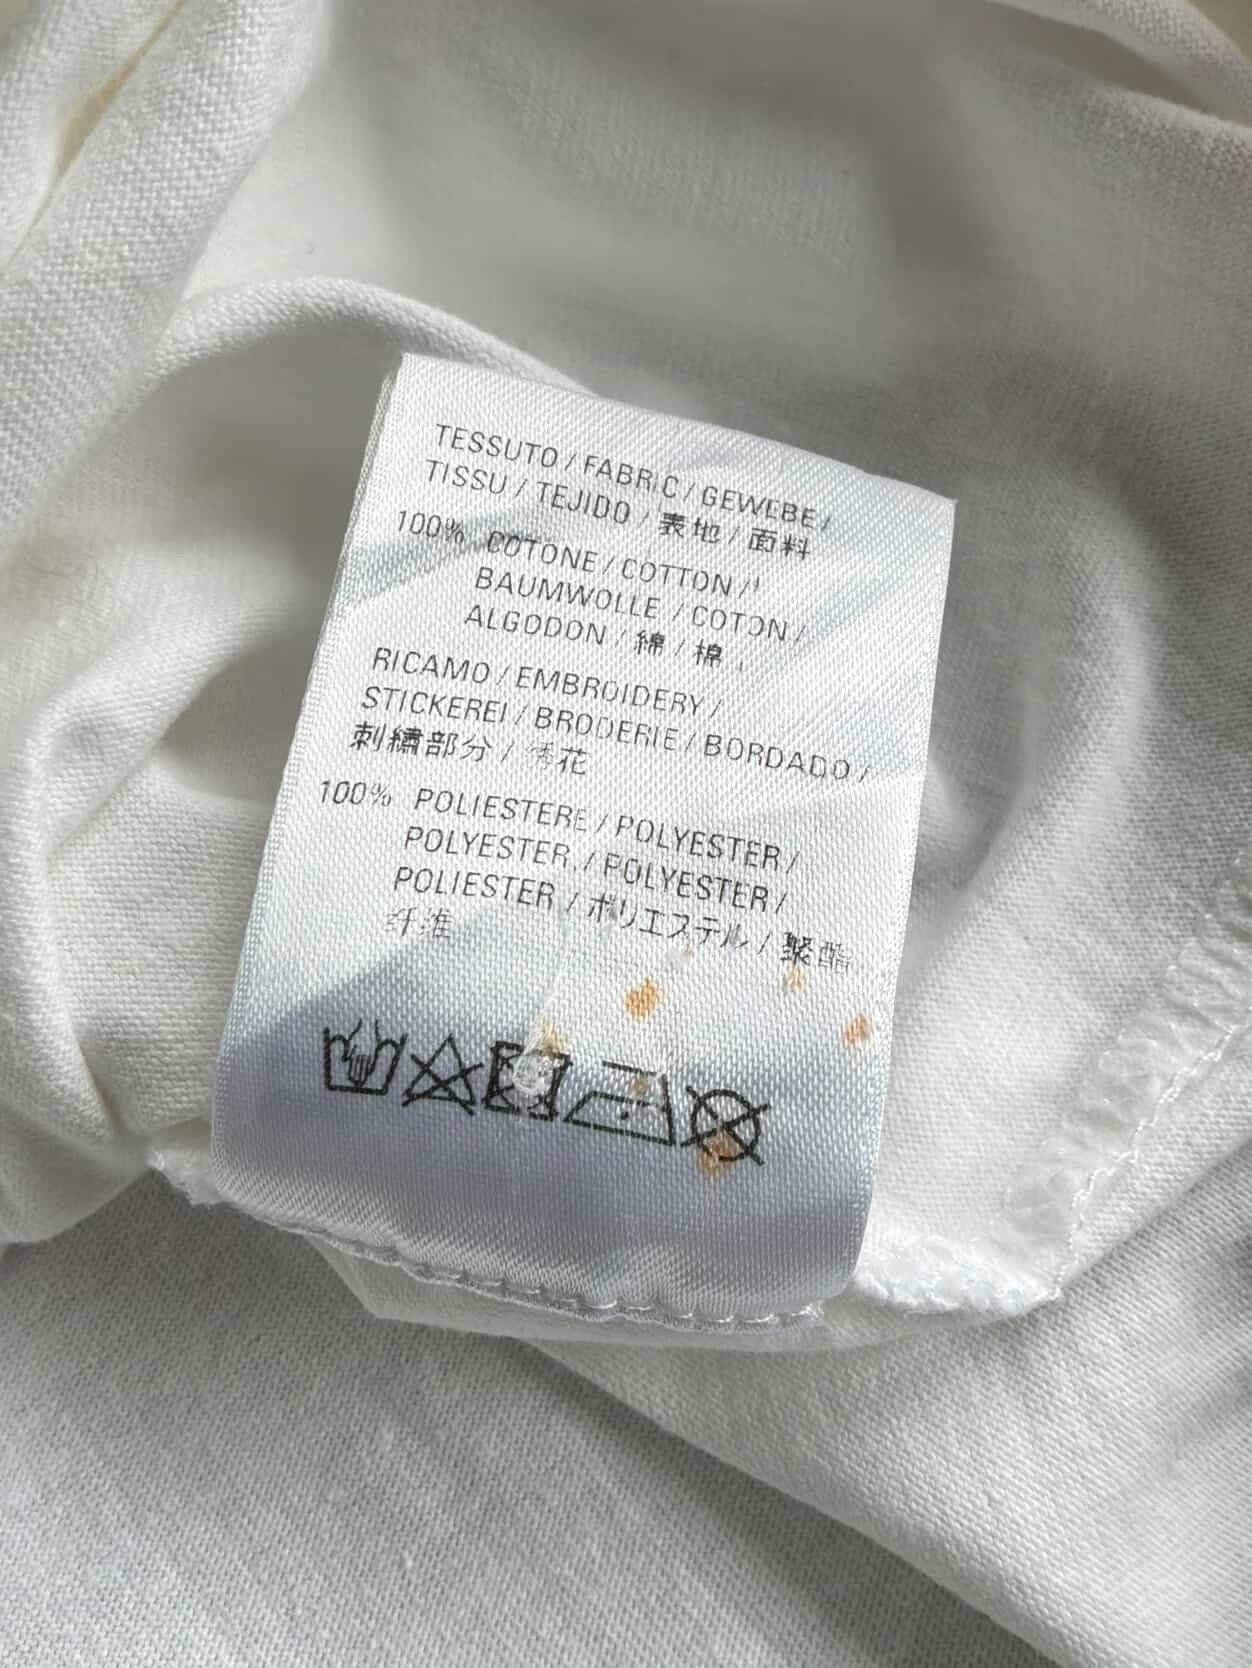 TESSUTO / FABRIC / GEWEBE /
TISSU / TEJIDO / 表地 / 面料
100% COTONE / COTTON /
BAUMWOLLE / COTON /
ALGODON / 綿 / 棉
RICAMO / EMBROIDERY /
STICKEREI / BRODERIE / BORDADO /
刺繍部分 / 绣花
100% POLIESTERE / POLYESTER /
POLYESTER / POLYESTER /
POLIESTER / ポリエステル / 聚酯
纤维